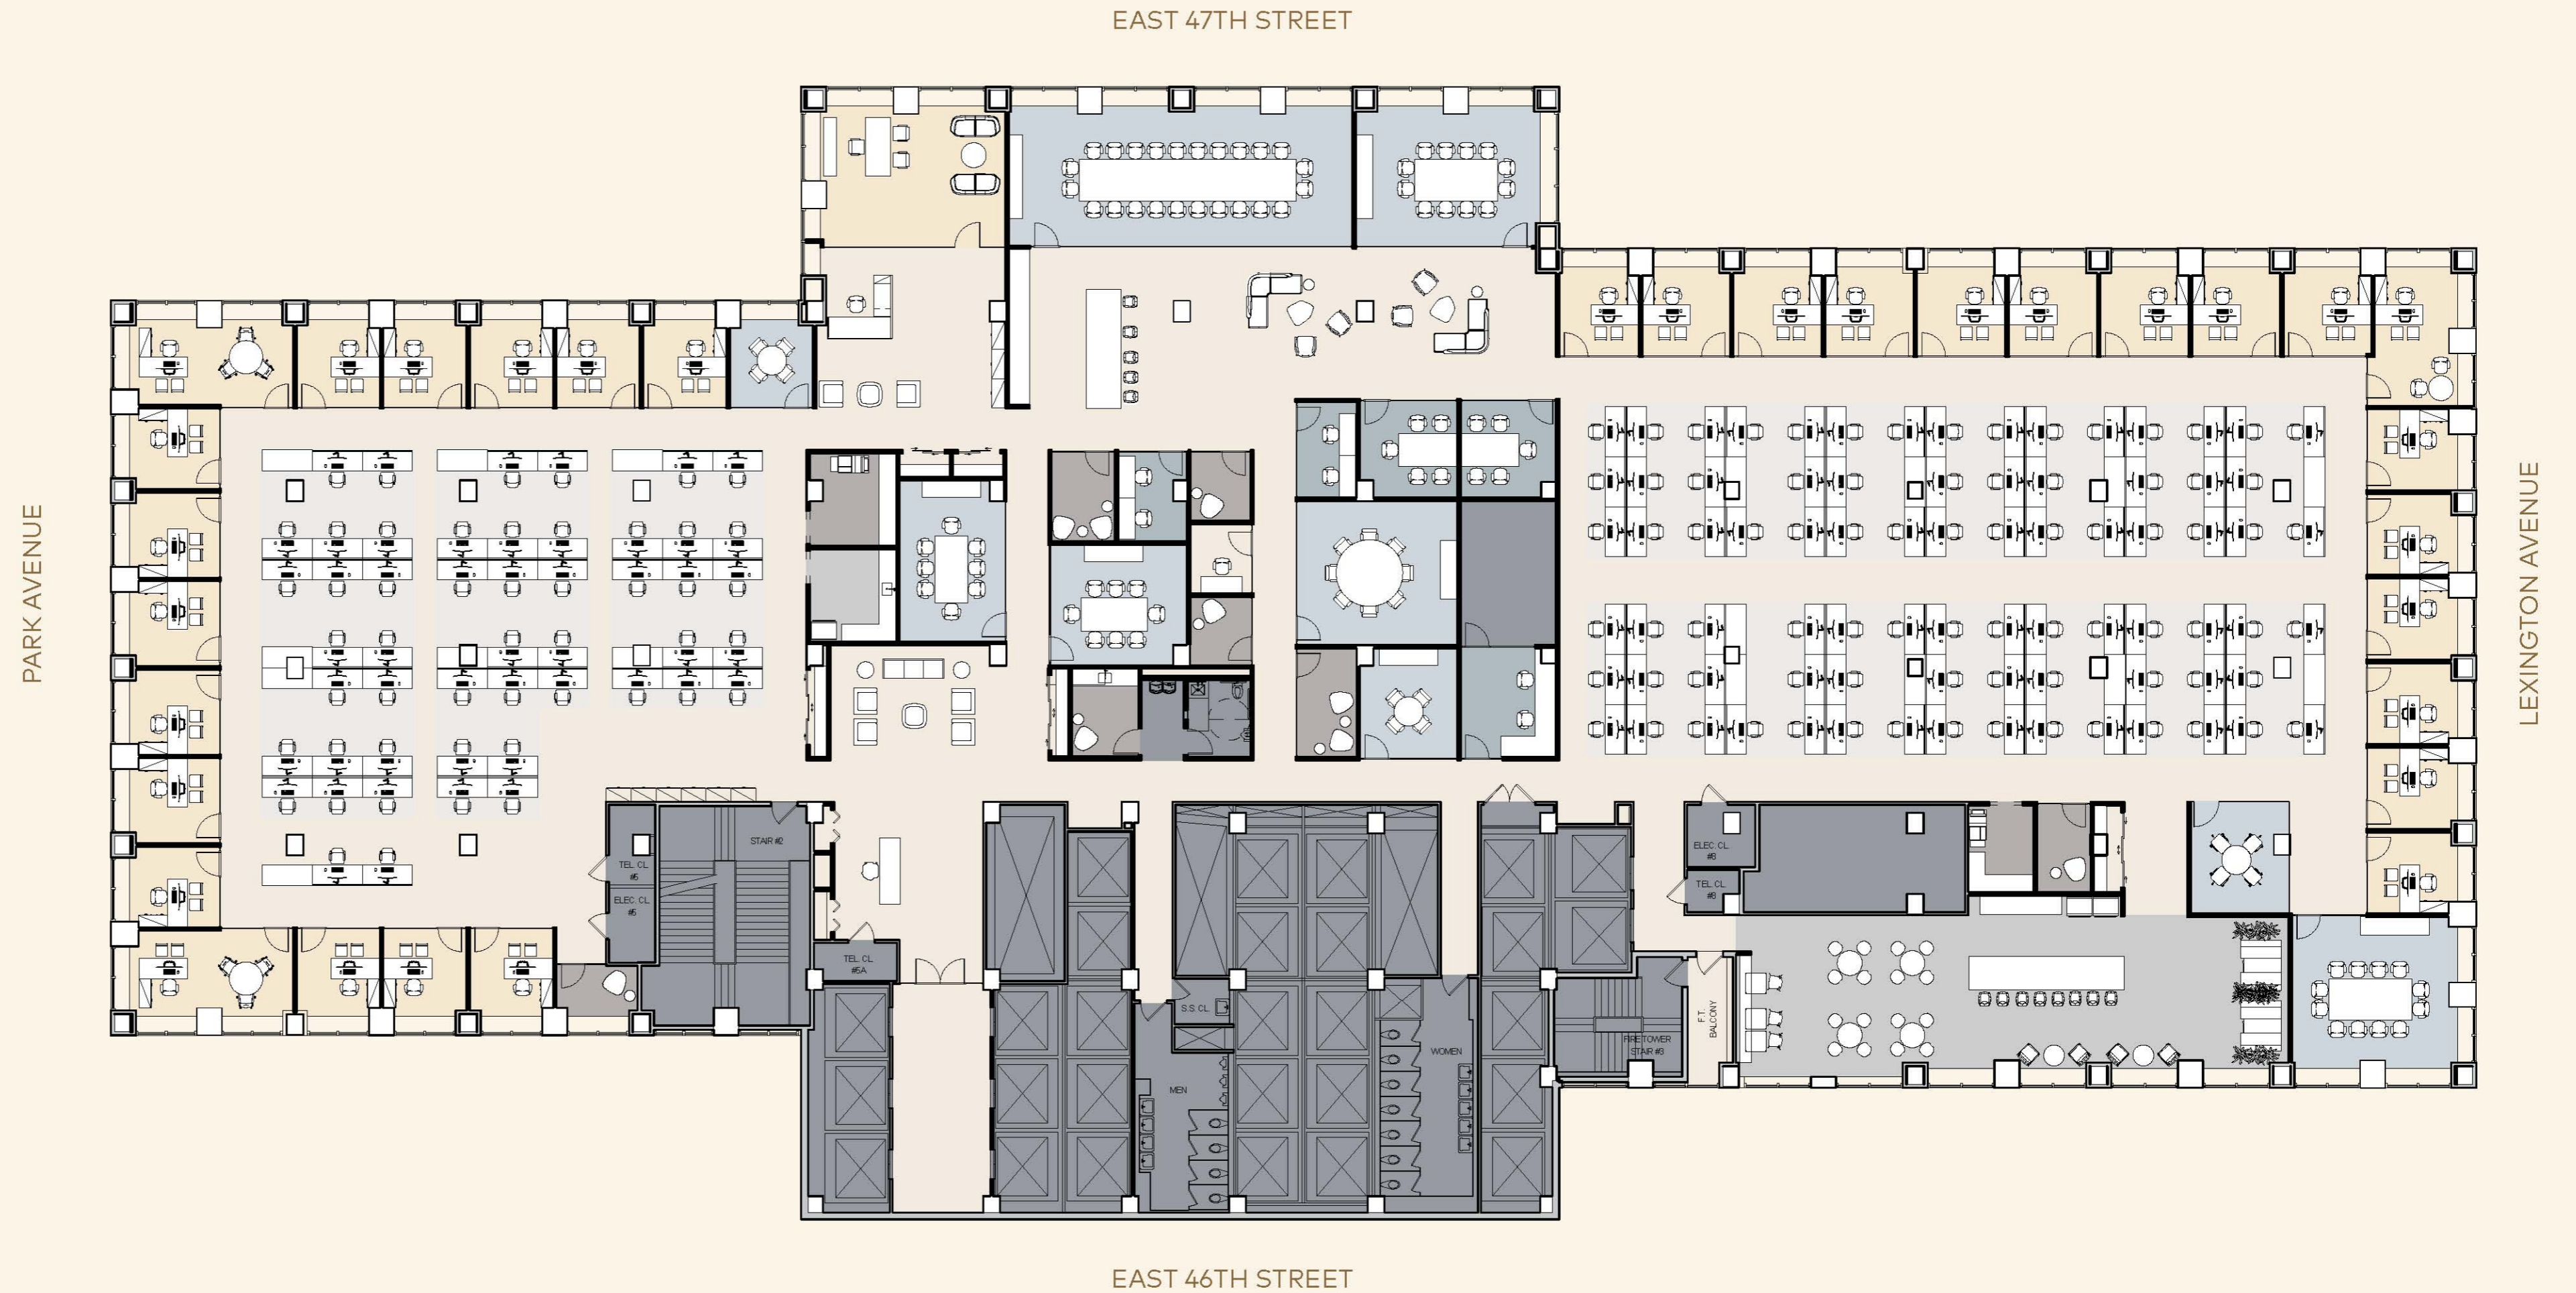 EAST 47TH STREET
PARK AVENUE
LEXINGTON AVENUE
STAIR #2
TEL. CL.
#5
ELEC. CL.
#5
TEL. CL.
#5A
ELEC. CL.
#8
TEL. CL.
#8
S.S. CL.
MEN
WOMEN
FIRE TOWER
STAIR #3
F.T.
BALCONY
EAST 46TH STREET